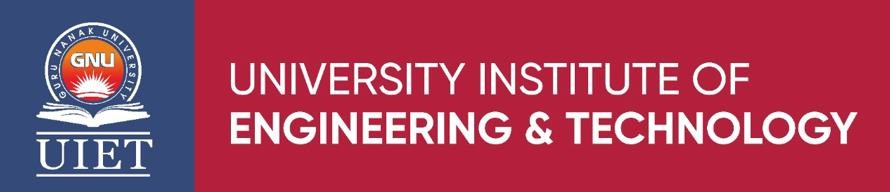 GURU NANAK UNIVERSITY
GNU
UIET
UNIVERSITY INSTITUTE OF
ENGINEERING & TECHNOLOGY